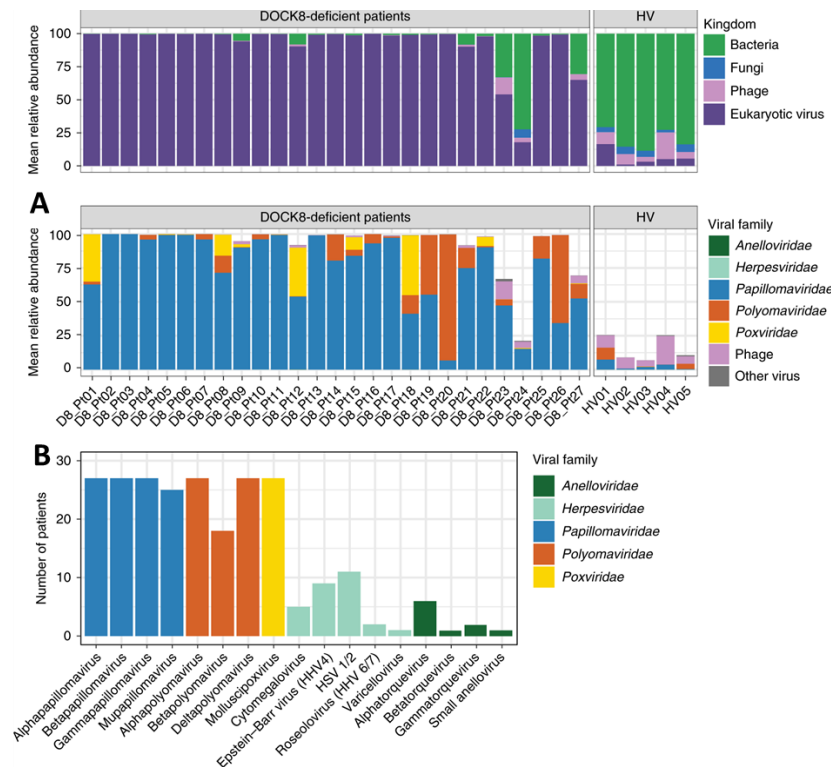 DOCK8-deficient patients
HV
Mean relative abundance
100
75
50
25
0
Kingdom
Bacteria
Fungi
Phage
Eukaryotic virus
A
DOCK8-deficient patients
HV
Mean relative abundance
100
75
50
25
0
D8_Pt01
D8_Pt02
D8_Pt03
D8_Pt04
D8_Pt05
D8_Pt06
D8_Pt07
D8_Pt08
D8_Pt09
D8_Pt10
D8_Pt11
D8_Pt12
D8_Pt13
D8_Pt14
D8_Pt15
D8_Pt16
D8_Pt17
D8_Pt18
D8_Pt19
D8_Pt20
D8_Pt21
D8_Pt22
D8_Pt23
D8_Pt24
D8_Pt25
D8_Pt26
D8_Pt27
HV01
HV02
HV03
HV04
HV05
Viral family
Anelloviridae
Herpesviridae
Papillomaviridae
Polyomaviridae
Poxviridae
Phage
Other virus
B
Number of patients
30
20
10
0
Alphapapillomavirus
Betapapillomavirus
Gammapapillomavirus
Mupapillomavirus
Alphapolyomavirus
Betapolyomavirus
Deltapolyomavirus
Molluscipoxvirus
Cytomegalovirus
Epstein–Barr virus (HHV4)
HSV 1/2
Roseolovirus (HHV 6/7)
Varicellovirus
Alphatorquevirus
Betatorquevirus
Gammatorquevirus
Small anellovirus
Viral family
Anelloviridae
Herpesviridae
Papillomaviridae
Polyomaviridae
Poxviridae